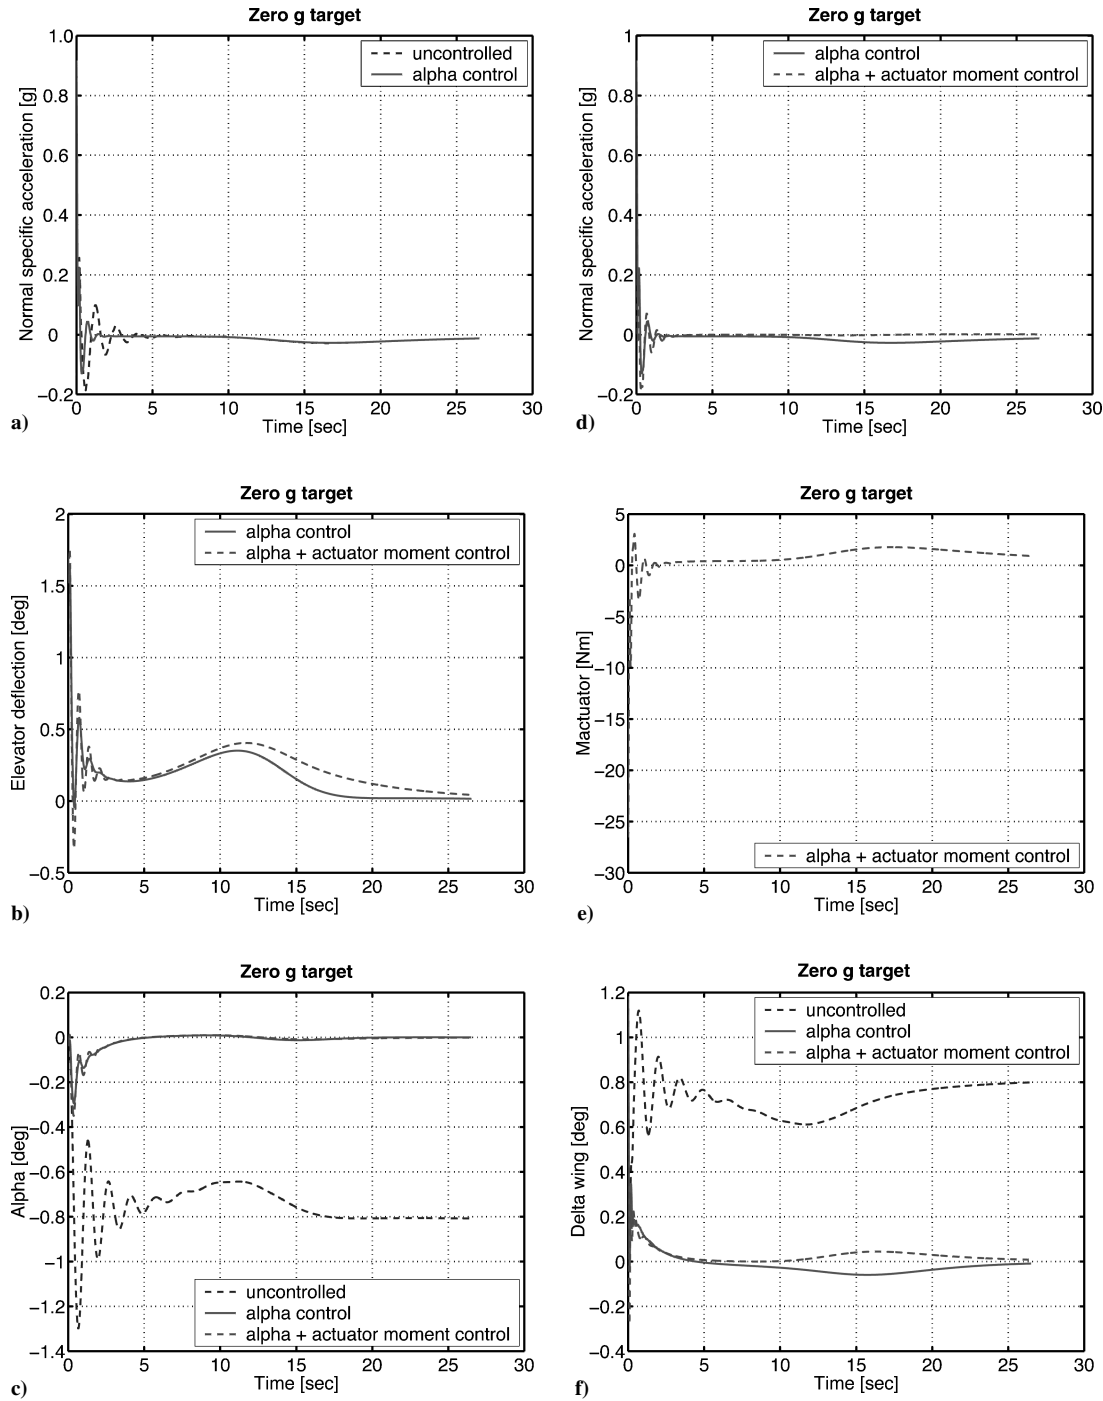 Zero g target
uncontrolled
alpha control
Normal specific acceleration [g]
1.0
0.8
0.6
0.4
0.2
0
−0.2
0 5 10 15 20 25 30
Time [sec]
a)
Zero g target
alpha control
alpha + actuator moment control
Normal specific acceleration [g]
1
0.8
0.6
0.4
0.2
0
−0.2
0 5 10 15 20 25 30
Time [sec]
d)
Zero g target
alpha control
alpha + actuator moment control
Elevator deflection [deg]
2
1.5
1
0.5
0
−0.5
0 5 10 15 20 25 30
Time [sec]
b)
Zero g target
Mactuator [Nm]
5
0
−5
−10
−15
−20
−25
−30
alpha + actuator moment control
0 5 10 15 20 25 30
Time [sec]
e)
Zero g target
Alpha [deg]
0.2
0
−0.2
−0.4
−0.6
−0.8
−1
−1.2
−1.4
uncontrolled
alpha control
alpha + actuator moment control
0 5 10 15 20 25 30
Time [sec]
c)
Zero g target
uncontrolled
alpha control
alpha + actuator moment control
Delta wing [deg]
1.2
1
0.8
0.6
0.4
0.2
0
−0.2
−0.4
0 5 10 15 20 25 30
Time [sec]
f)